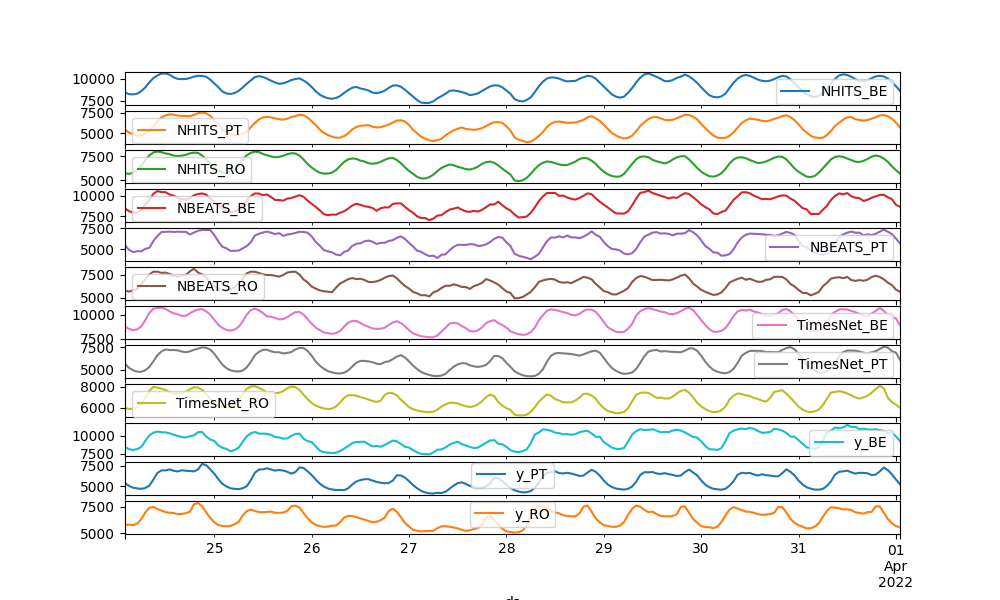 10000
7500
NHITS_BE
7500
5000
NHITS_PT
7500
5000
NHITS_RO
10000
7500
NBEATS_BE
7500
5000
NBEATS_PT
7500
5000
NBEATS_RO
10000
7500
TimesNet_BE
7500
5000
TimesNet_PT
8000
6000
TimesNet_RO
10000
7500
y_BE
7500
5000
y_PT
7500
5000
y_RO
25 26 27 28 29 30 31 01
Apr
2022
ds